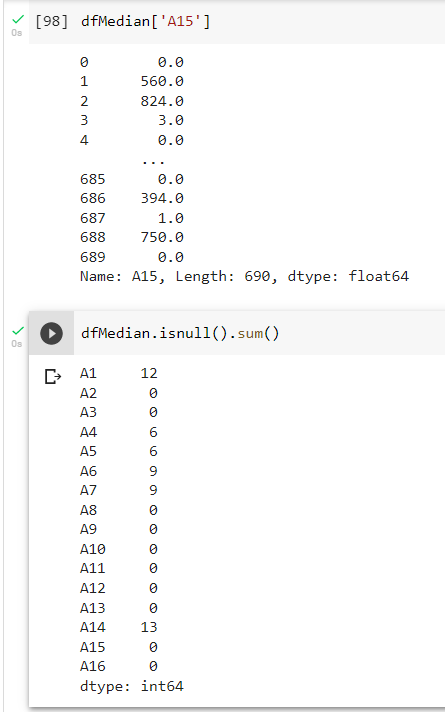 [98] dfMedian['A15']
0s
0 0.0
1 560.0
2 824.0
3 3.0
4 0.0
...
685 0.0
686 394.0
687 1.0
688 750.0
689 0.0
Name: A15, Length: 690, dtype: float64
dfMedian.isnull().sum()
0s
A1 12
A2 0
A3 0
A4 6
A5 6
A6 9
A7 9
A8 0
A9 0
A10 0
A11 0
A12 0
A13 0
A14 13
A15 0
A16 0
dtype: int64